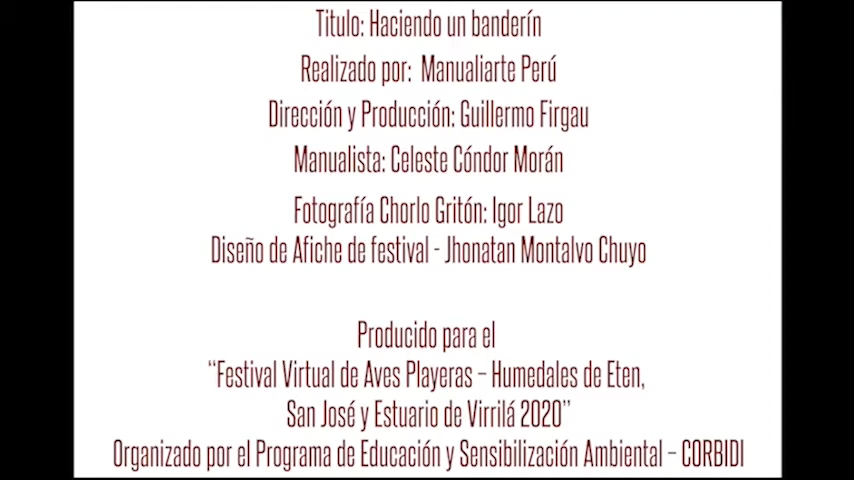 Titulo: Haciendo un banderín
Realizado por: Manualiarte Perú
Dirección y Producción: Guillermo Firgau
Manualista: Celeste Cóndor Morán
Fotografía Chorlo Gritón: Igor Lazo
Diseño de Afiche de festival - Jhonatan Montalvo Chuyo
Producido para el
“Festival Virtual de Aves Playeras – Humedales de Eten,
San José y Estuario de Virrilá 2020”
Organizado por el Programa de Educación y Sensibilización Ambiental – CORBIDI